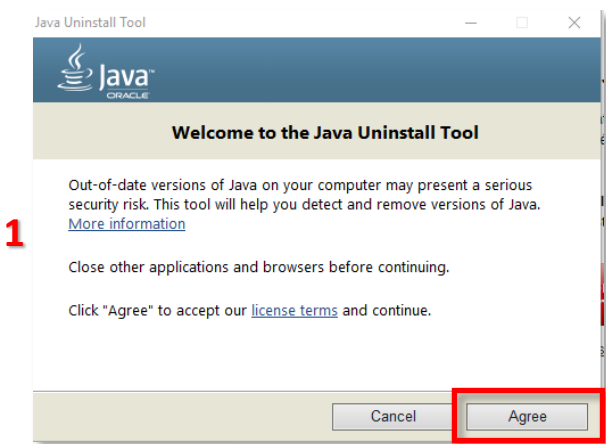 Java Uninstall Tool
Java
ORACLE
Welcome to the Java Uninstall Tool
Out-of-date versions of Java on your computer may present a serious
security risk. This tool will help you detect and remove versions of Java.
More information
1
Close other applications and browsers before continuing.
Click "Agree" to accept our license terms and continue.
Cancel
Agree